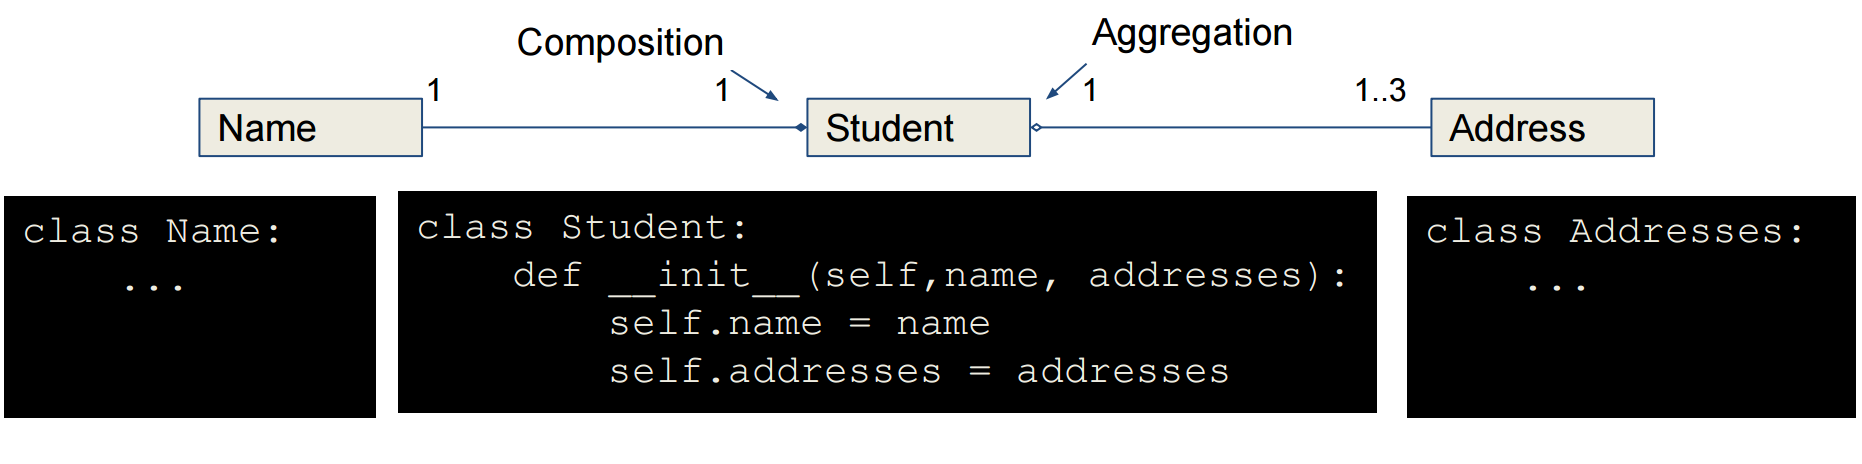 Composition
Aggregation
1
1
1
1..3
Name
Student
Address
class Name:
...
class Student:
def __init__(self,name, addresses):
self.name = name
self.addresses = addresses
class Addresses:
...